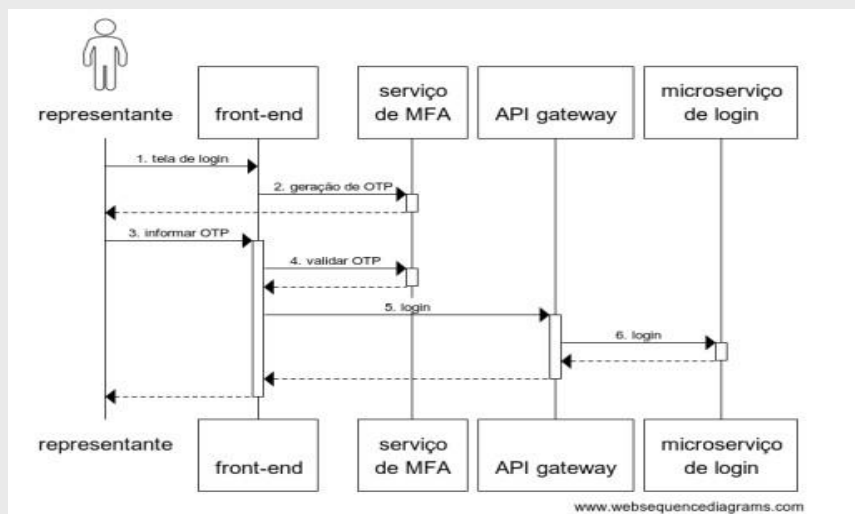 representante
front-end
serviço
de MFA
API gateway
microserviço
de login
1. tela de login
2. geração de OTP
3. informar OTP
4. validar OTP
5. login
6. login
representante
front-end
serviço
de MFA
API gateway
microserviço
de login
www.websequencediagrams.com